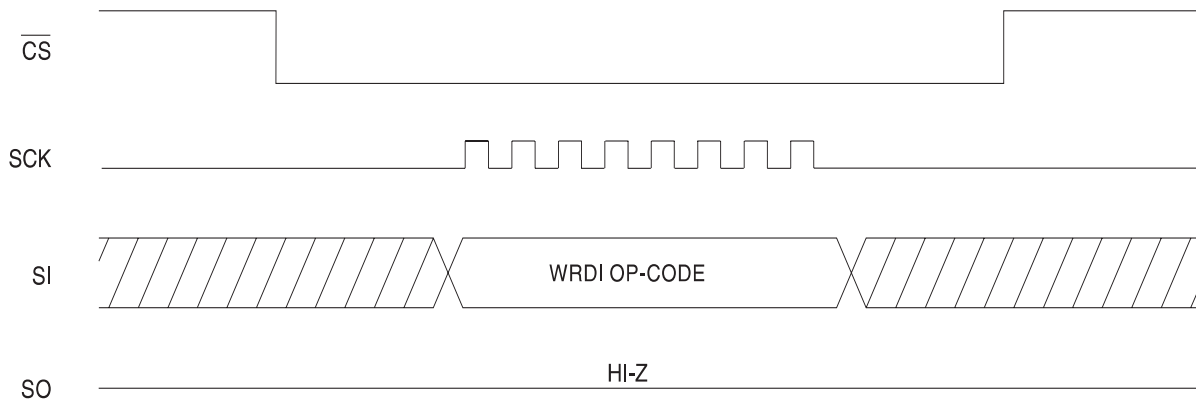 CS
SCK
SI
WRDI OP-CODE
HI-Z
SO